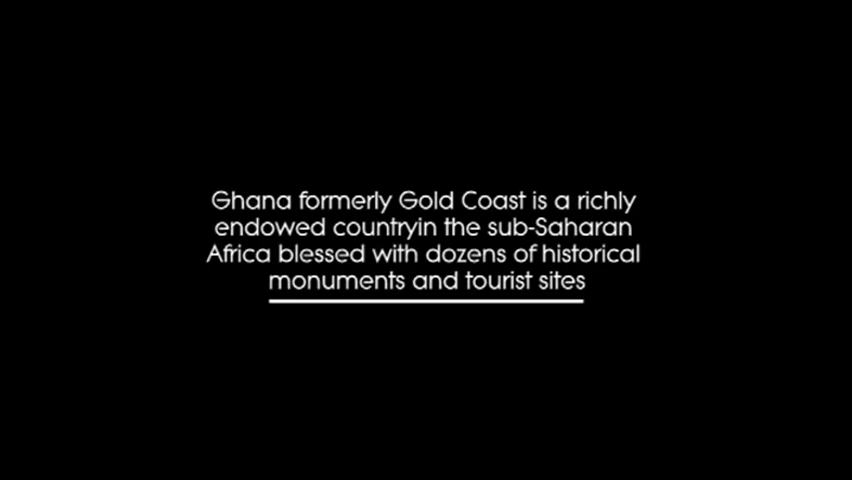 Ghana formerly Gold Coast is a richly
endowed countryin the sub-Saharan
Africa blessed with dozens of historical
monuments and tourist sites